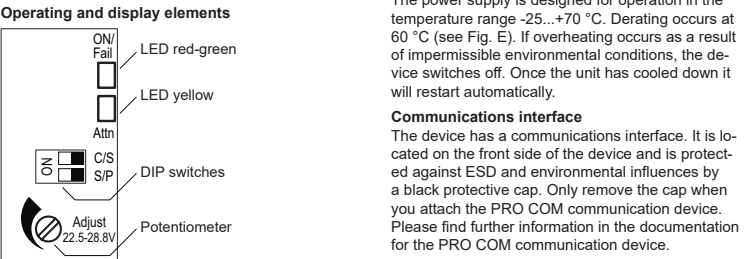 Operating and display elements
ON/
Fail
LED red-green
LED yellow
Attn
ON
C/S
S/P
DIP switches
Adjust
22.5-28.8V
Potentiometer
The power supply is designed for operation in the
temperature range -25...+70 °C. Derating occurs at
60 °C (see Fig. E). If overheating occurs as a result
of impermissible environmental conditions, the de-
vice switches off. Once the unit has cooled down it
will restart automatically.
Communications interface
The device has a communications interface. It is lo-
cated on the front side of the device and is protect-
ed against ESD and environmental influences by
a black protective cap. Only remove the cap when
you attach the PRO COM communication device.
Please find further information in the documentation
for the PRO COM communication device.